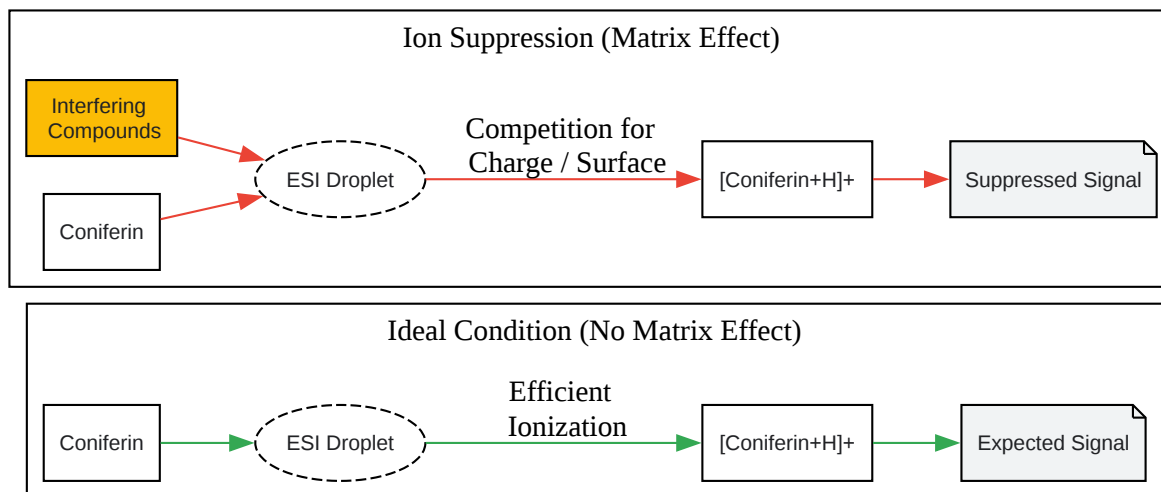 Ion Suppression (Matrix Effect)
Interfering
Compounds
Coniferin
ESI Droplet
Competition for
Charge / Surface
[Coniferin+H]+
Suppressed Signal
Ideal Condition (No Matrix Effect)
Coniferin
ESI Droplet
Efficient
Ionization
[Coniferin+H]+
Expected Signal